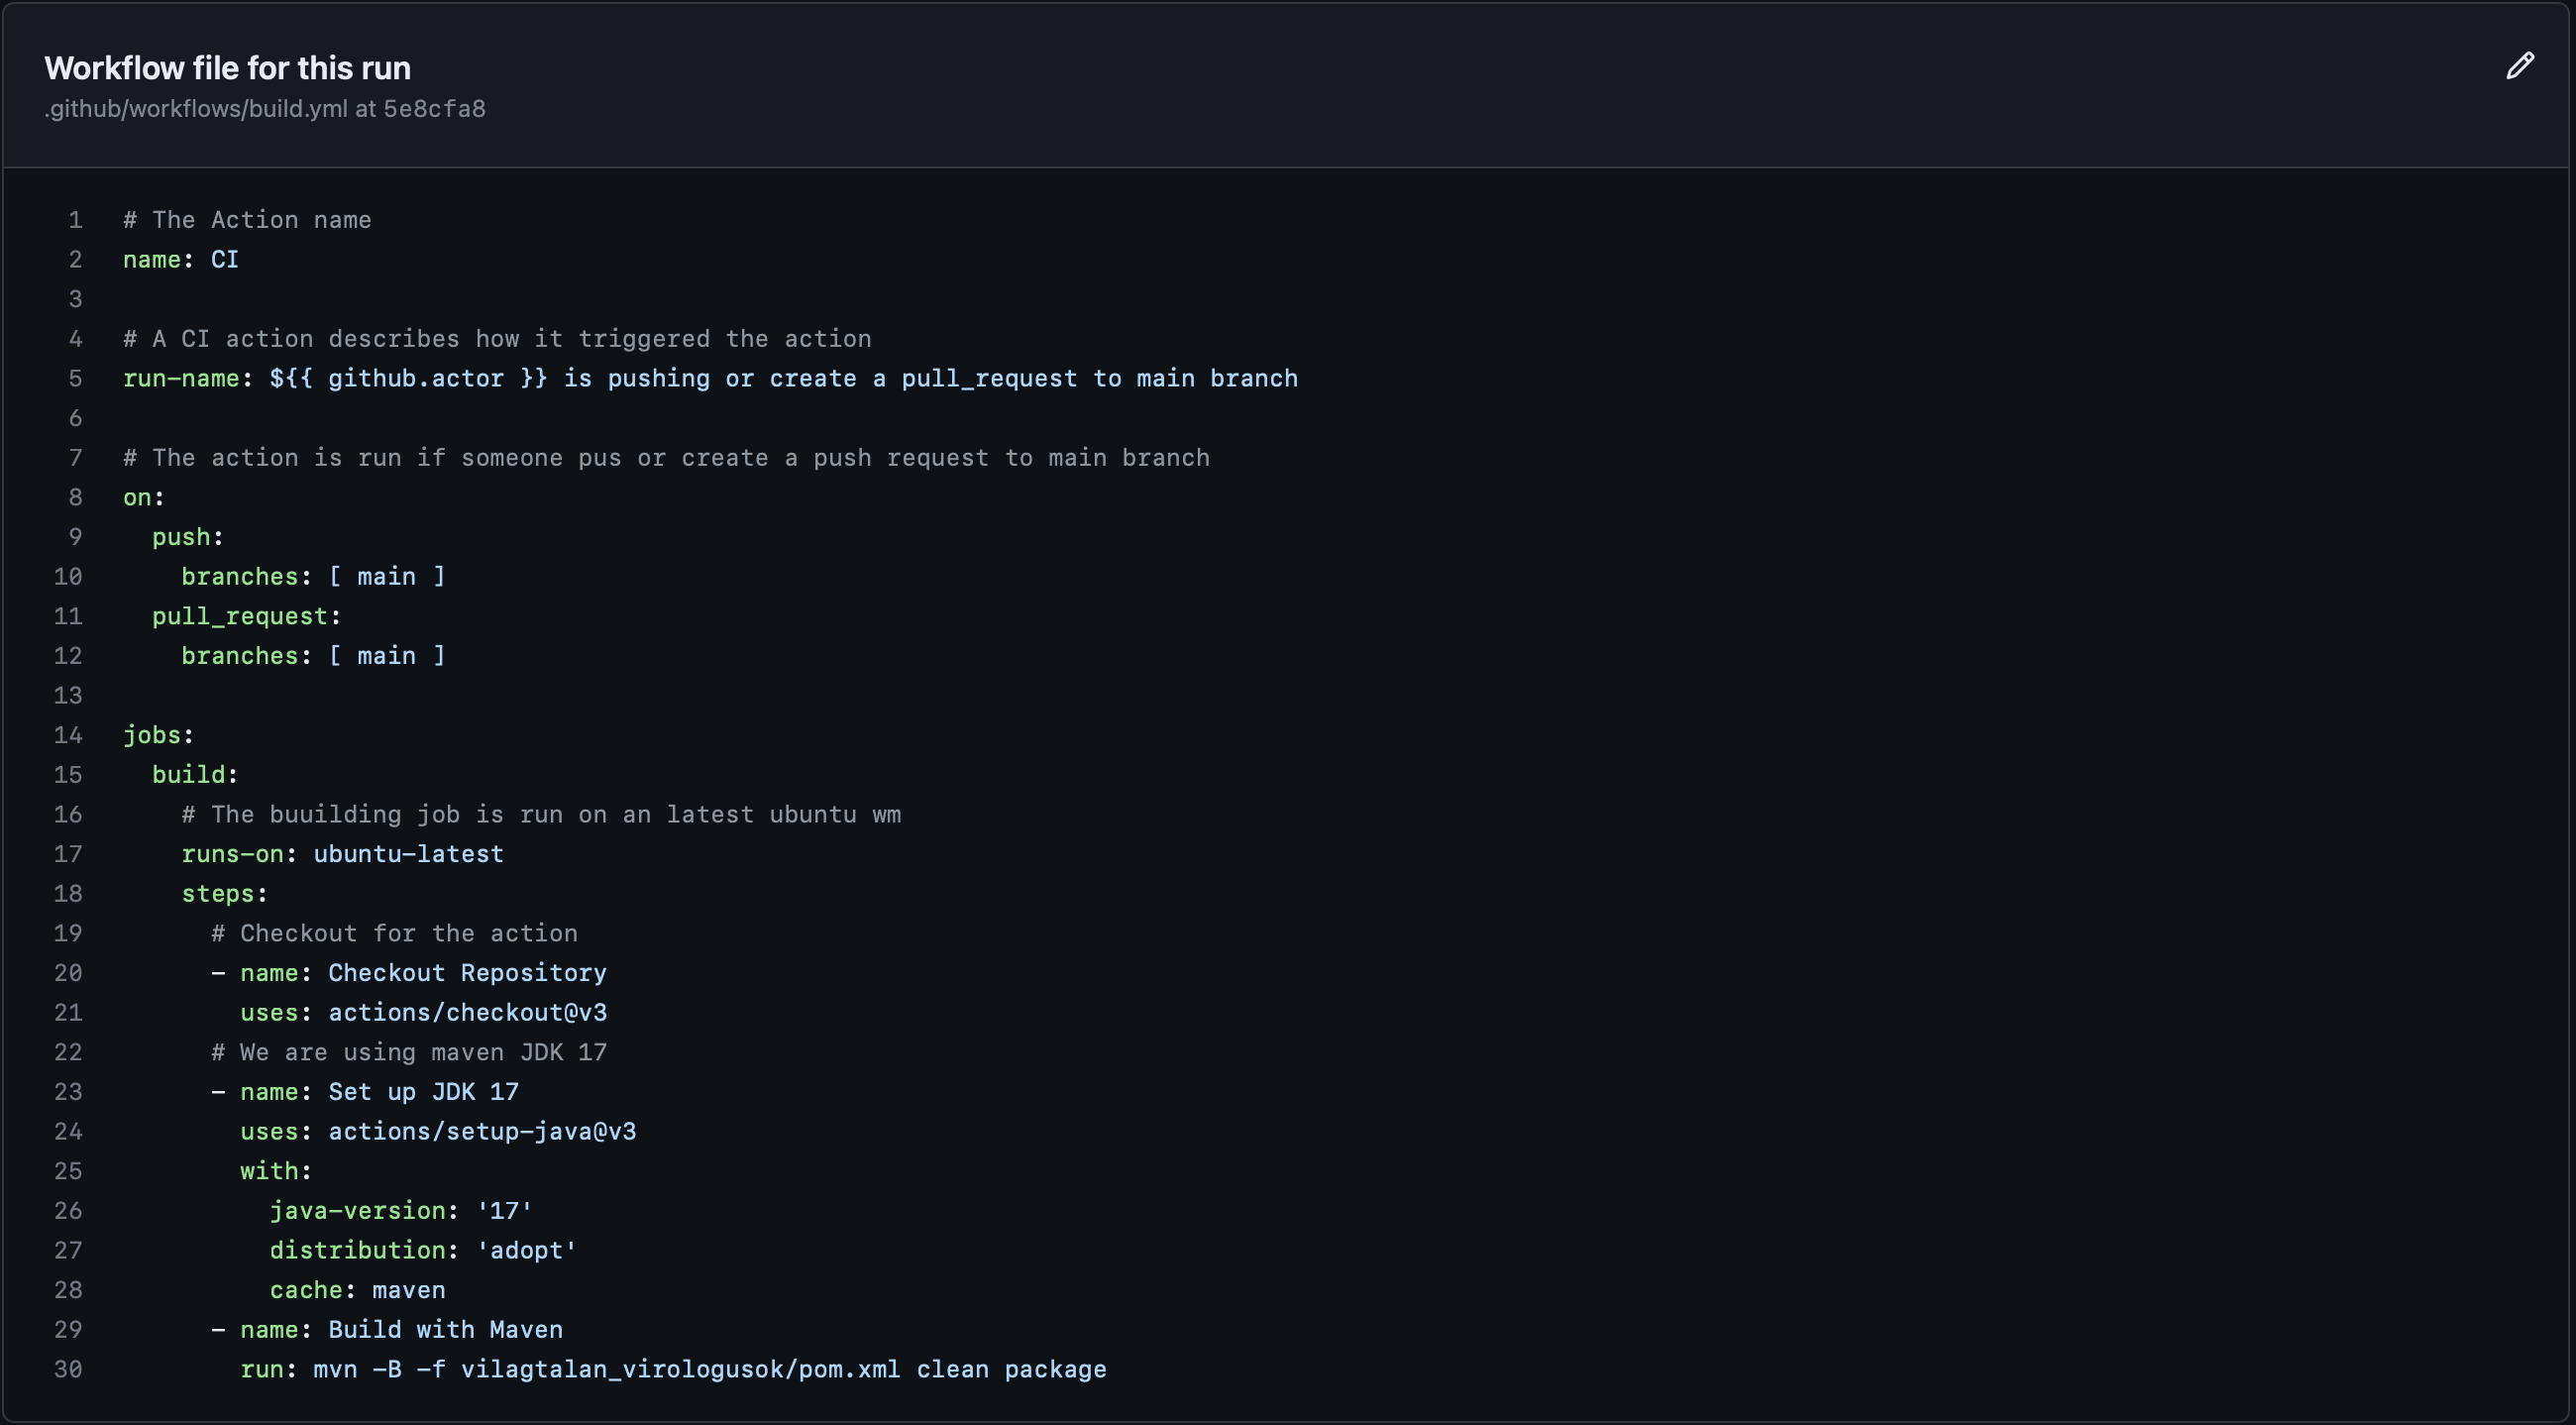 Workflow file for this run
.github/workflows/build.yml at 5e8cfa8
1 # The Action name
2 name: CI
3
4 # A CI action describes how it triggered the action
5 run-name: ${{ github.actor }} is pushing or create a pull_request to main branch
6
7 # The action is run if someone pus or create a push request to main branch
8 on:
9   push:
10     branches: [ main ]
11   pull_request:
12     branches: [ main ]
13
14 jobs:
15   build:
16     # The buuilding job is run on an latest ubuntu wm
17     runs-on: ubuntu-latest
18     steps:
19       # Checkout for the action
20       - name: Checkout Repository
21         uses: actions/checkout@v3
22       # We are using maven JDK 17
23       - name: Set up JDK 17
24         uses: actions/setup-java@v3
25         with:
26           java-version: '17'
27           distribution: 'adopt'
28           cache: maven
29       - name: Build with Maven
30         run: mvn -B -f vilagtalan_virologusok/pom.xml clean package